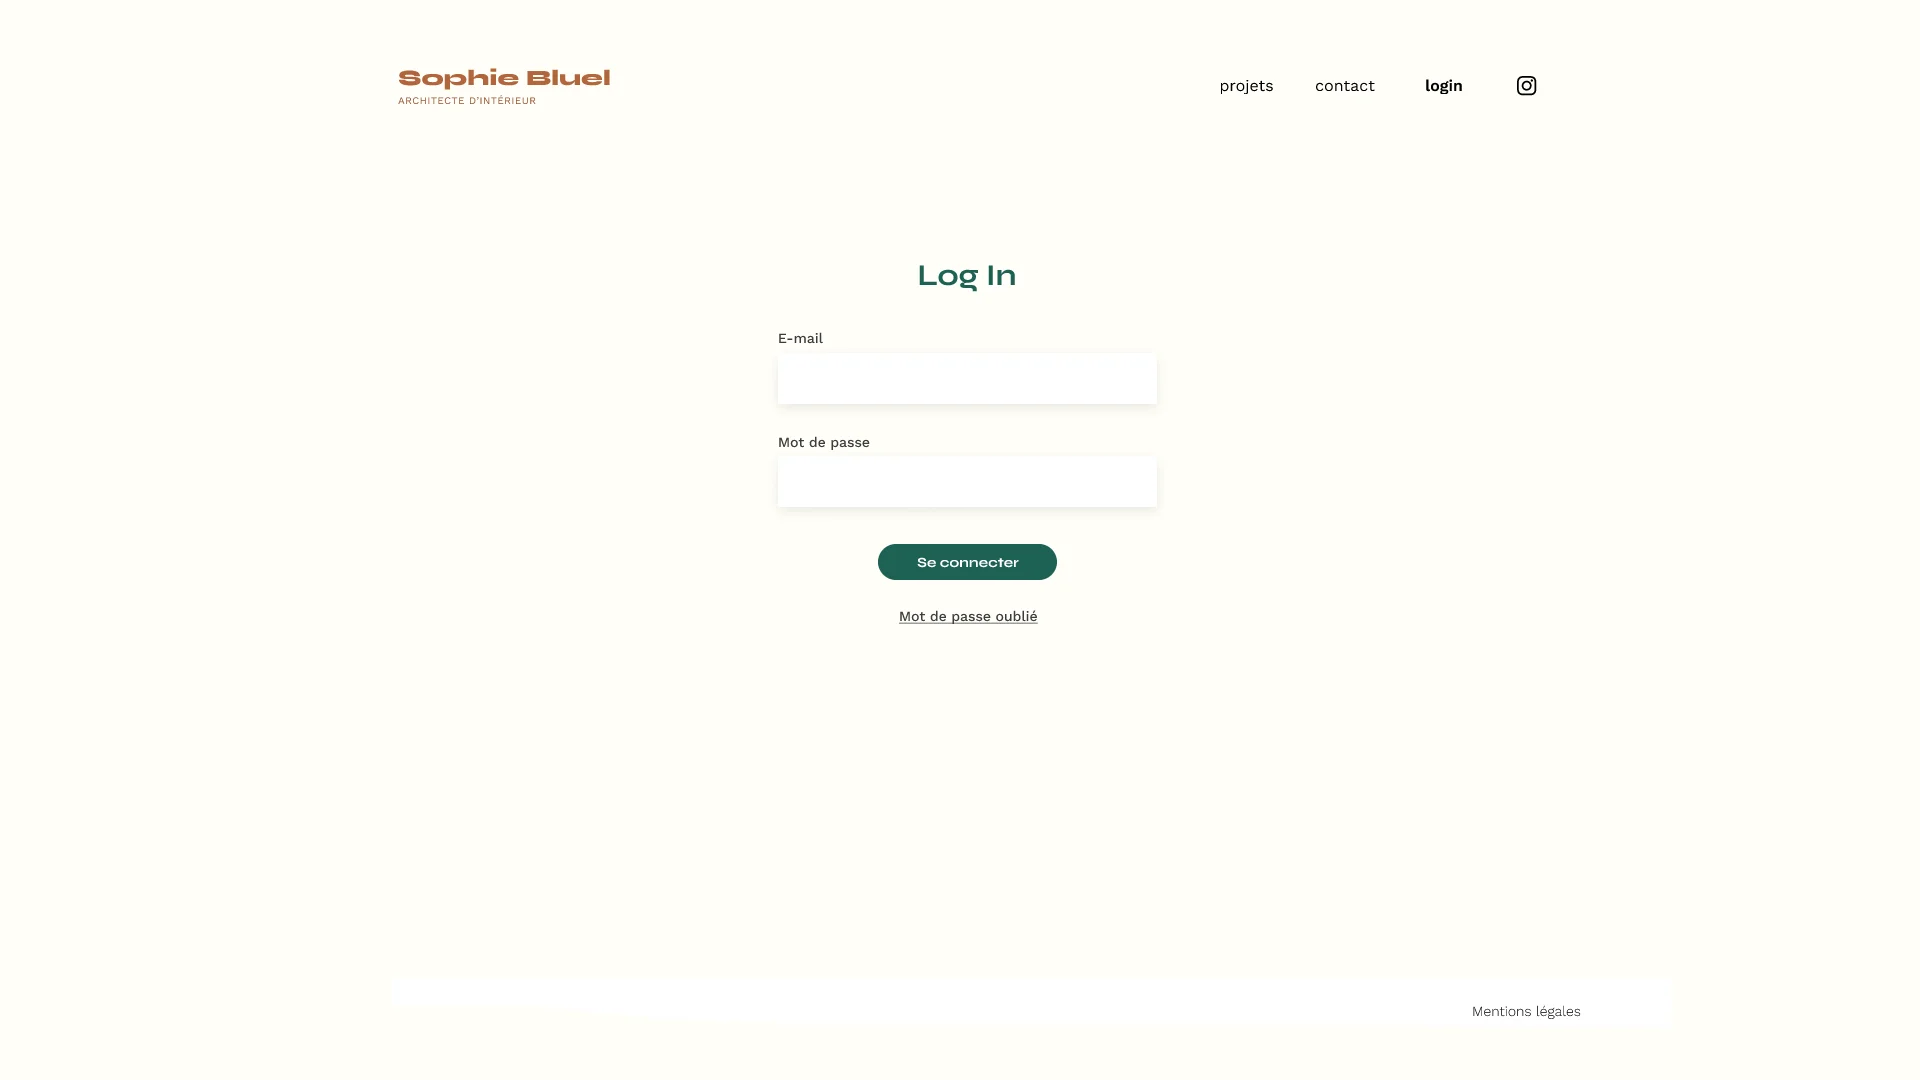 Sophie Bluel
ARCHITECTE D'INTÉRIEUR
projets contact login
Log In
E-mail
Mot de passe
Se connecter
Mot de passe oublié
Mentions légales